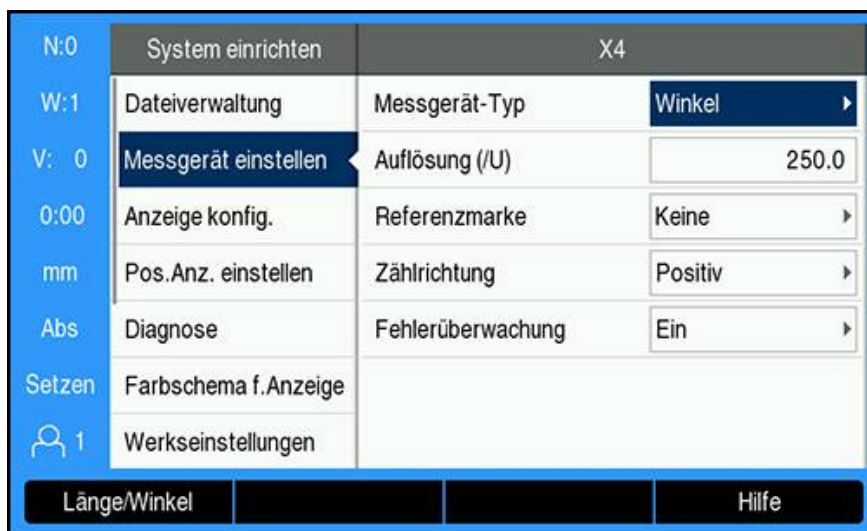 N:0
System einrichten
X4
W:1
Dateiverwaltung
Messgerät-Typ
Winkel
V: 0
Messgerät einstellen
Auflösung (/U)
250.0
0:00
Anzeige konfig.
Referenzmarke
Keine
mm
Pos.Anz. einstellen
Zählrichtung
Positiv
Abs
Diagnose
Fehlerüberwachung
Ein
Setzen
Farbschema f.Anzeige
1
Werkseinstellungen
Länge/Winkel
Hilfe